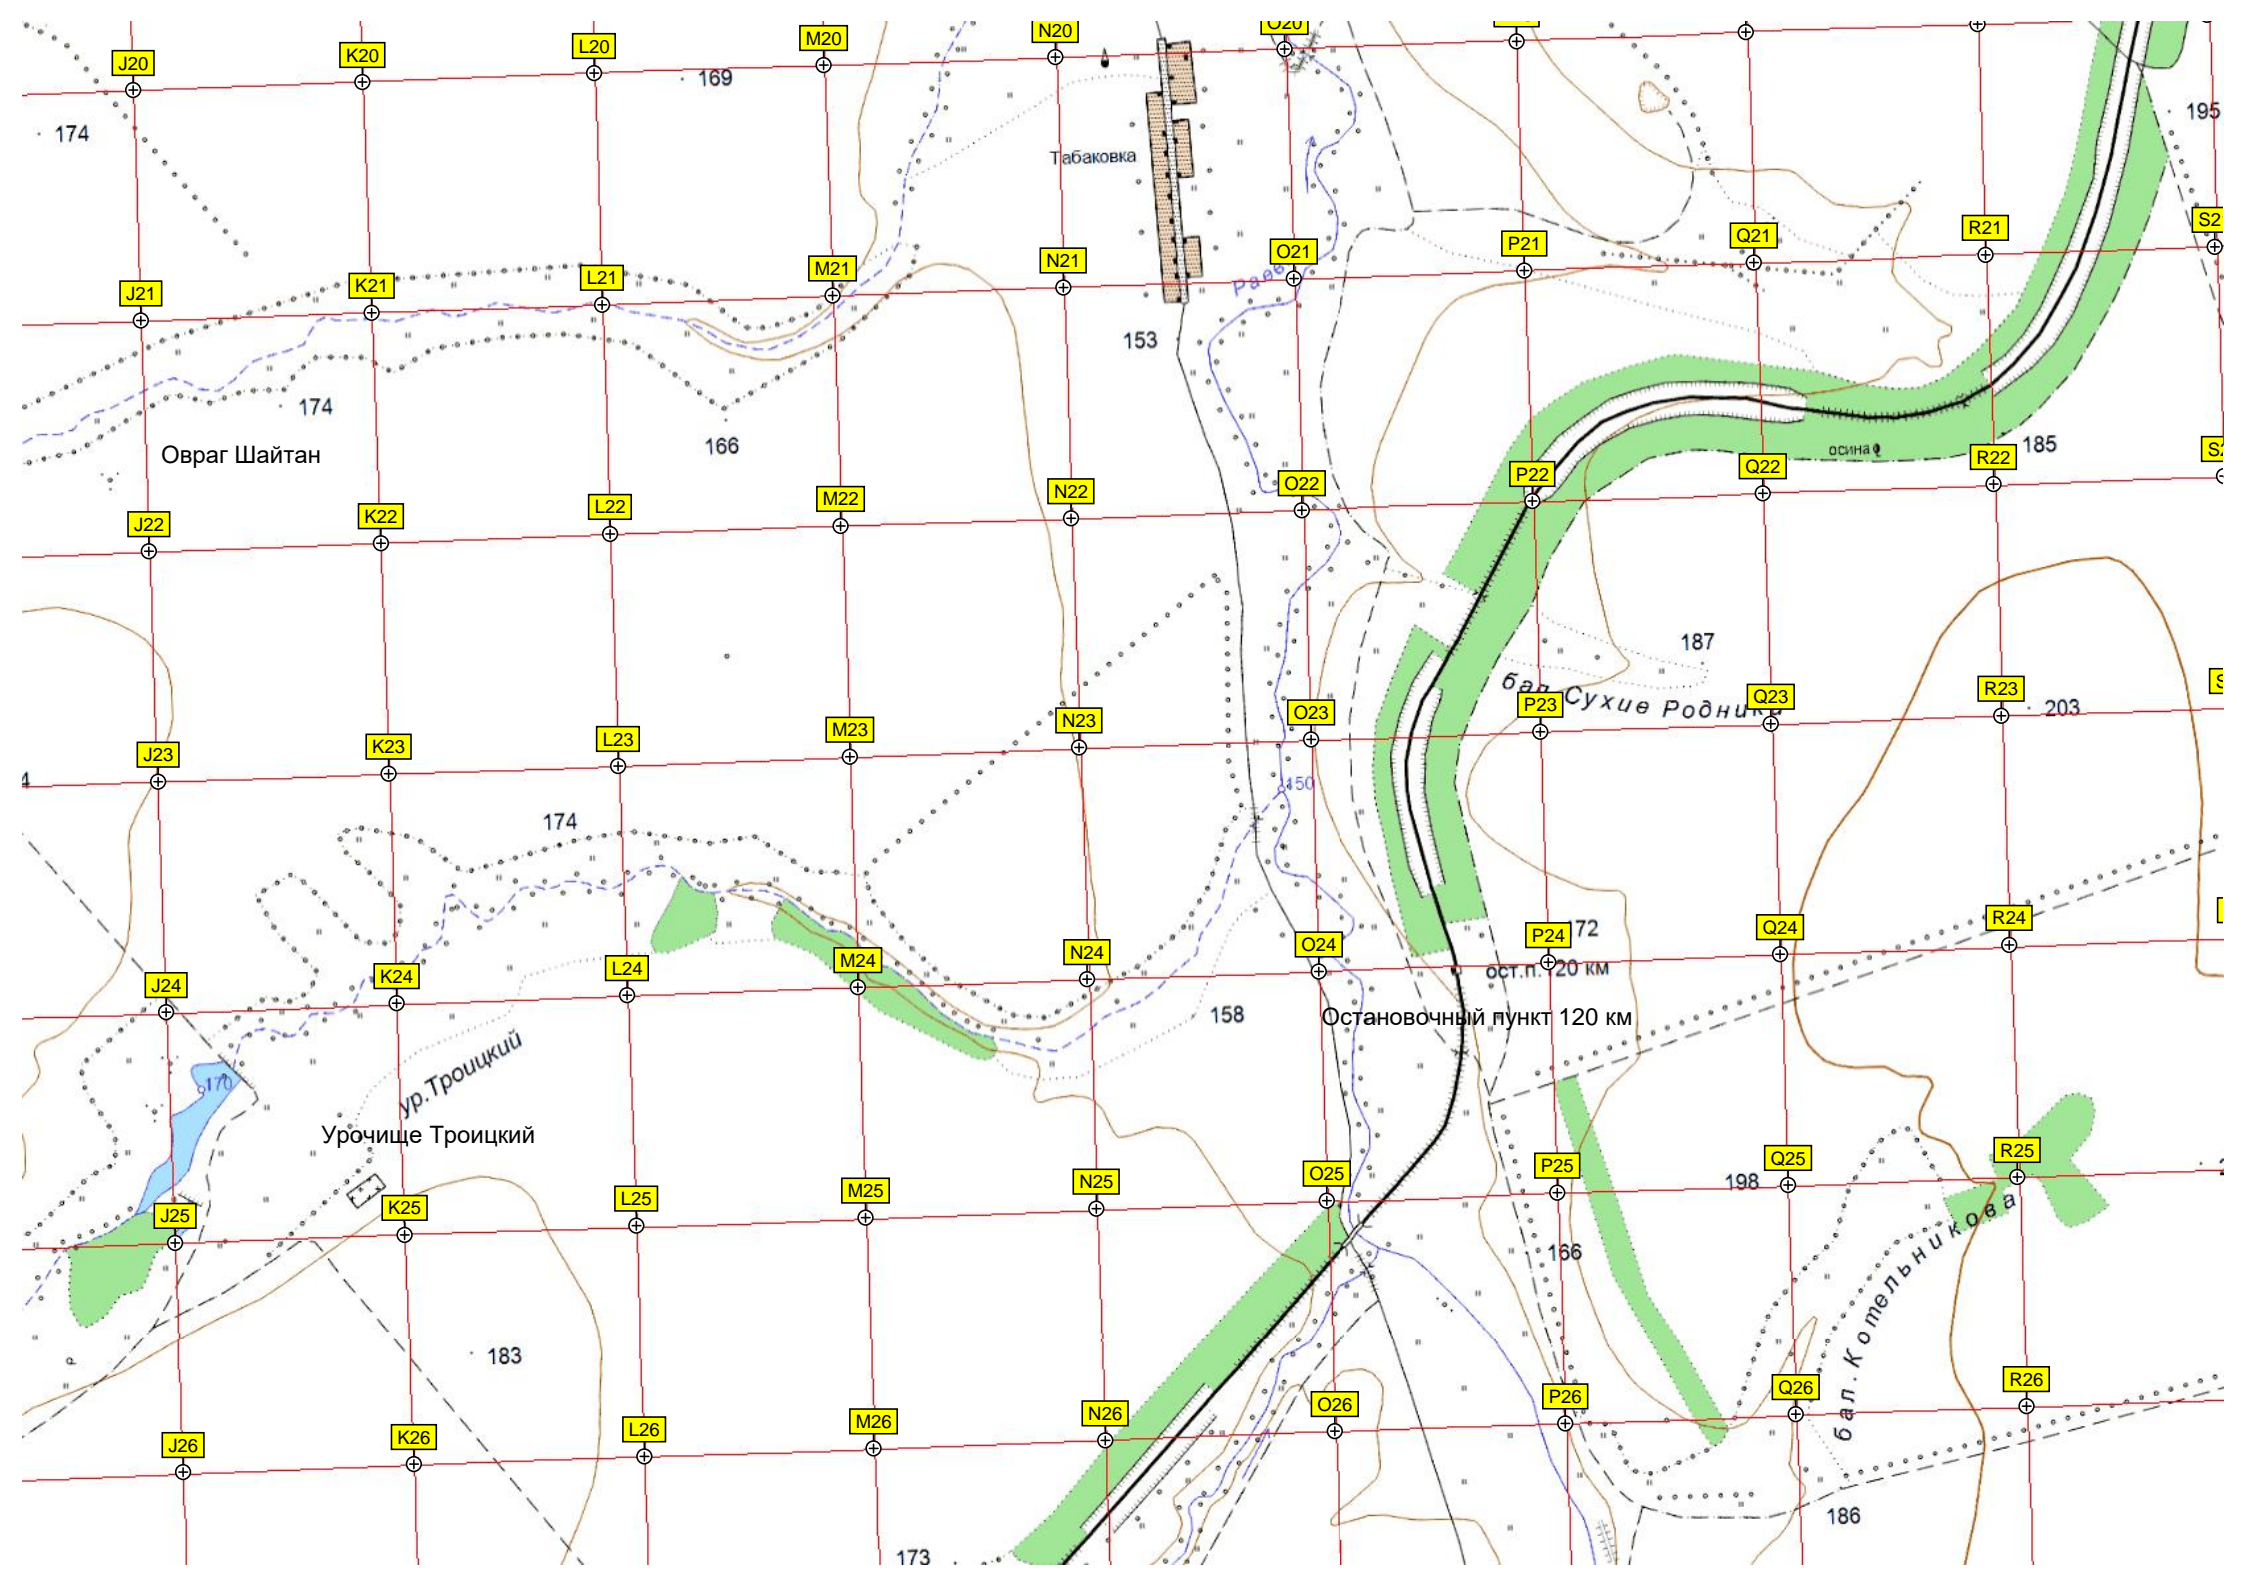 J20 K20 L20 M20 N20 O20
169
174
195
Табаковка
J21 K21 L21 M21 N21 O21 P21 Q21 R21
153
174
166
185
осина
Овраг Шайтан
J22 K22 L22 M22 N22 O22 P22 Q22 R22
187
бал. Сухие Родники
203
J23 K23 L23 M23 N23 O23 P23 Q23 R23
150
174
172
J24 K24 L24 M24 N24 O24 P24 Q24 R24
ост.п. 120 км
158
Остановочный пункт 120 км
170
ур.Троицкий
Урочище Троицкий
198
J25 K25 L25 M25 N25 O25 P25 Q25 R25
166
бал. Котельникова
183
J26 K26 L26 M26 N26 O26 P26 Q26 R26
186
173